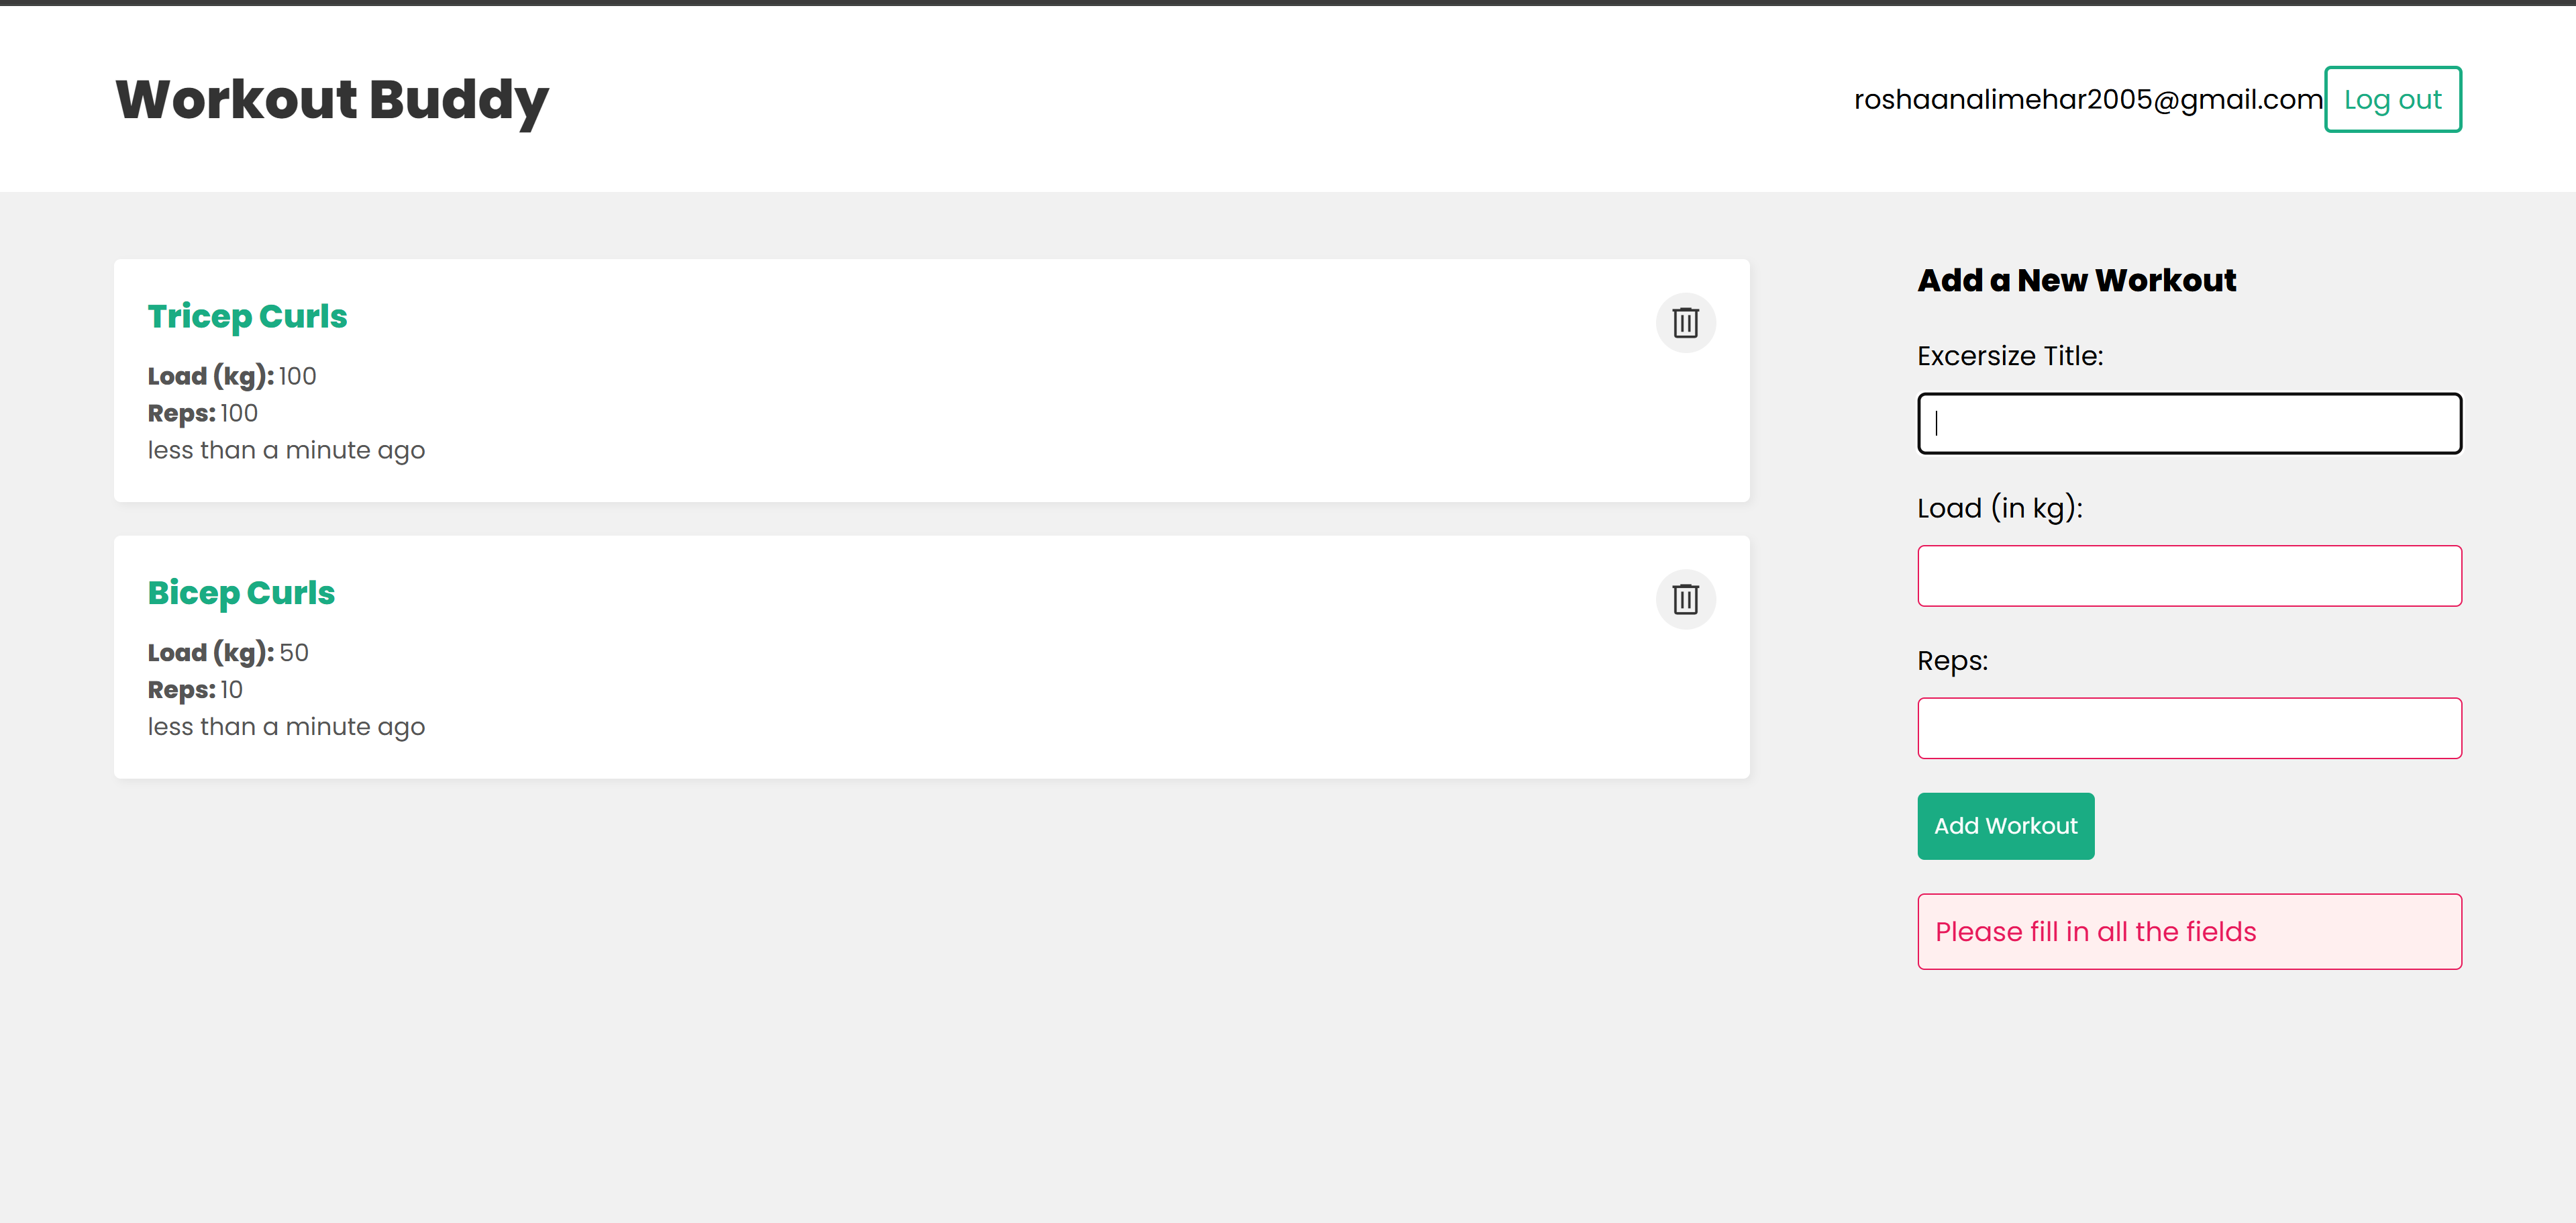 Workout Buddy
roshaanalimehar2005@gmail.com
Log out
Tricep Curls
Load (kg): 100
Reps: 100
less than a minute ago
Bicep Curls
Load (kg): 50
Reps: 10
less than a minute ago
Add a New Workout
Excersize Title:
Load (in kg):
Reps:
Add Workout
Please fill in all the fields